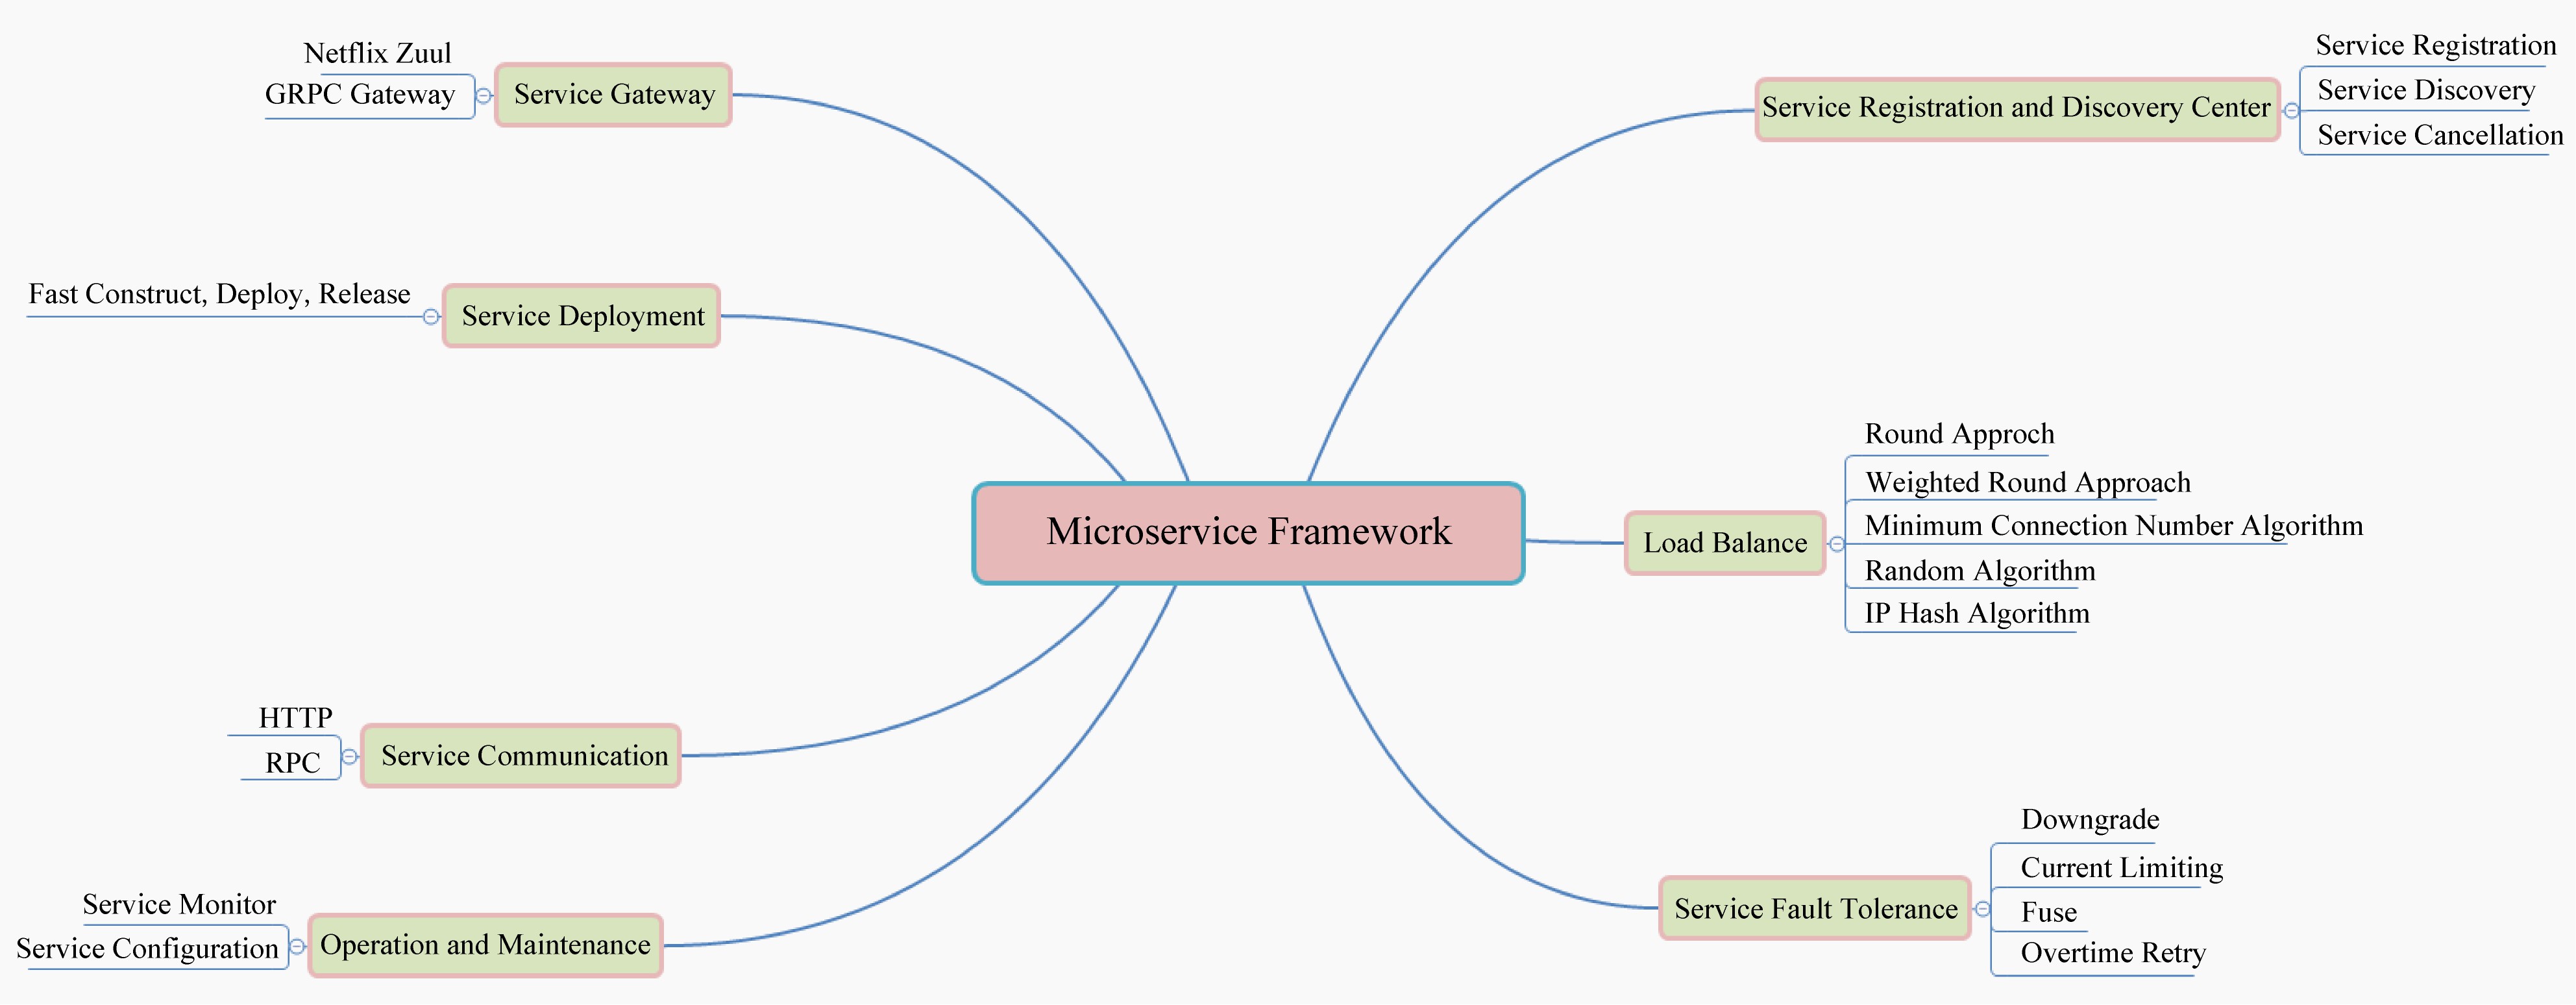 Netflix Zuul
GRPC Gateway
Service Gateway
Fast Construct, Deploy, Release
Service Deployment
HTTP
RPC
Service Communication
Service Monitor
Service Configuration
Operation and Maintenance
Microservice Framework
Service Registration and Discovery Center
Service Registration
Service Discovery
Service Cancellation
Load Balance
Round Approch
Weighted Round Approach
Minimum Connection Number Algorithm
Random Algorithm
IP Hash Algorithm
Service Fault Tolerance
Downgrade
Current Limiting
Fuse
Overtime Retry